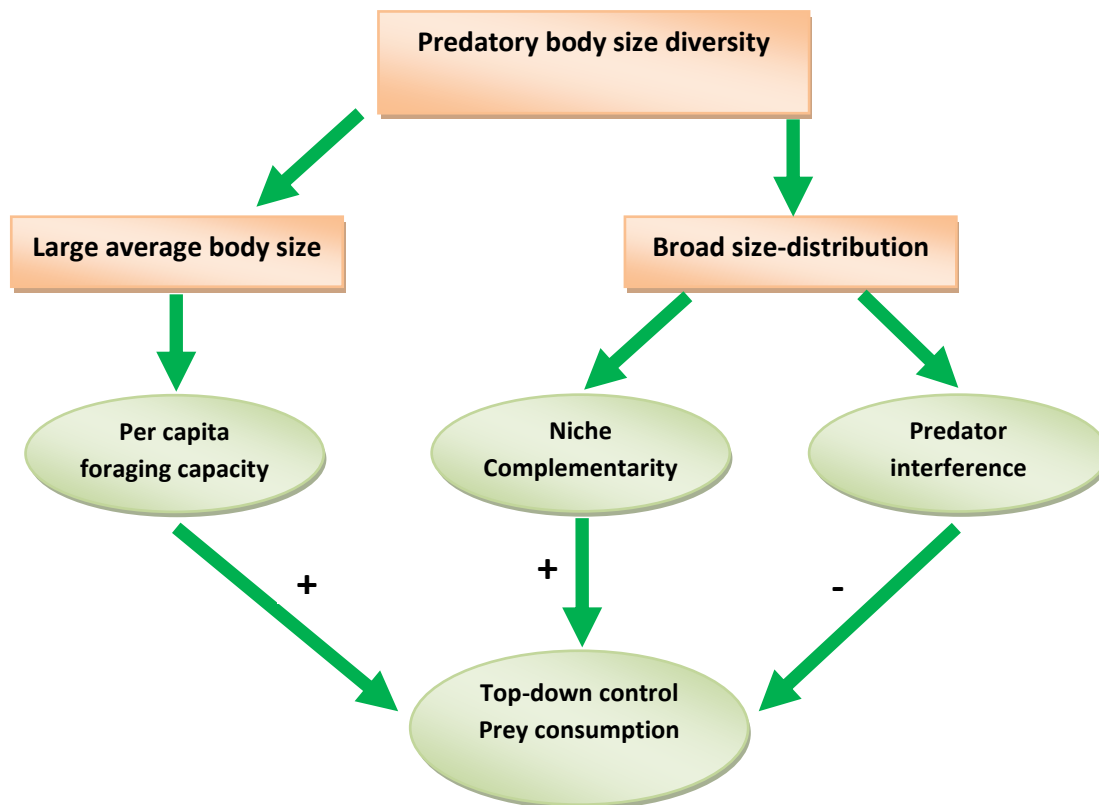 Predatory body size diversity
Large average body size
Broad size-distribution
Per capita
foraging capacity
Niche
Complementarity
Predator
interference
+
+
-
Top-down control
Prey consumption